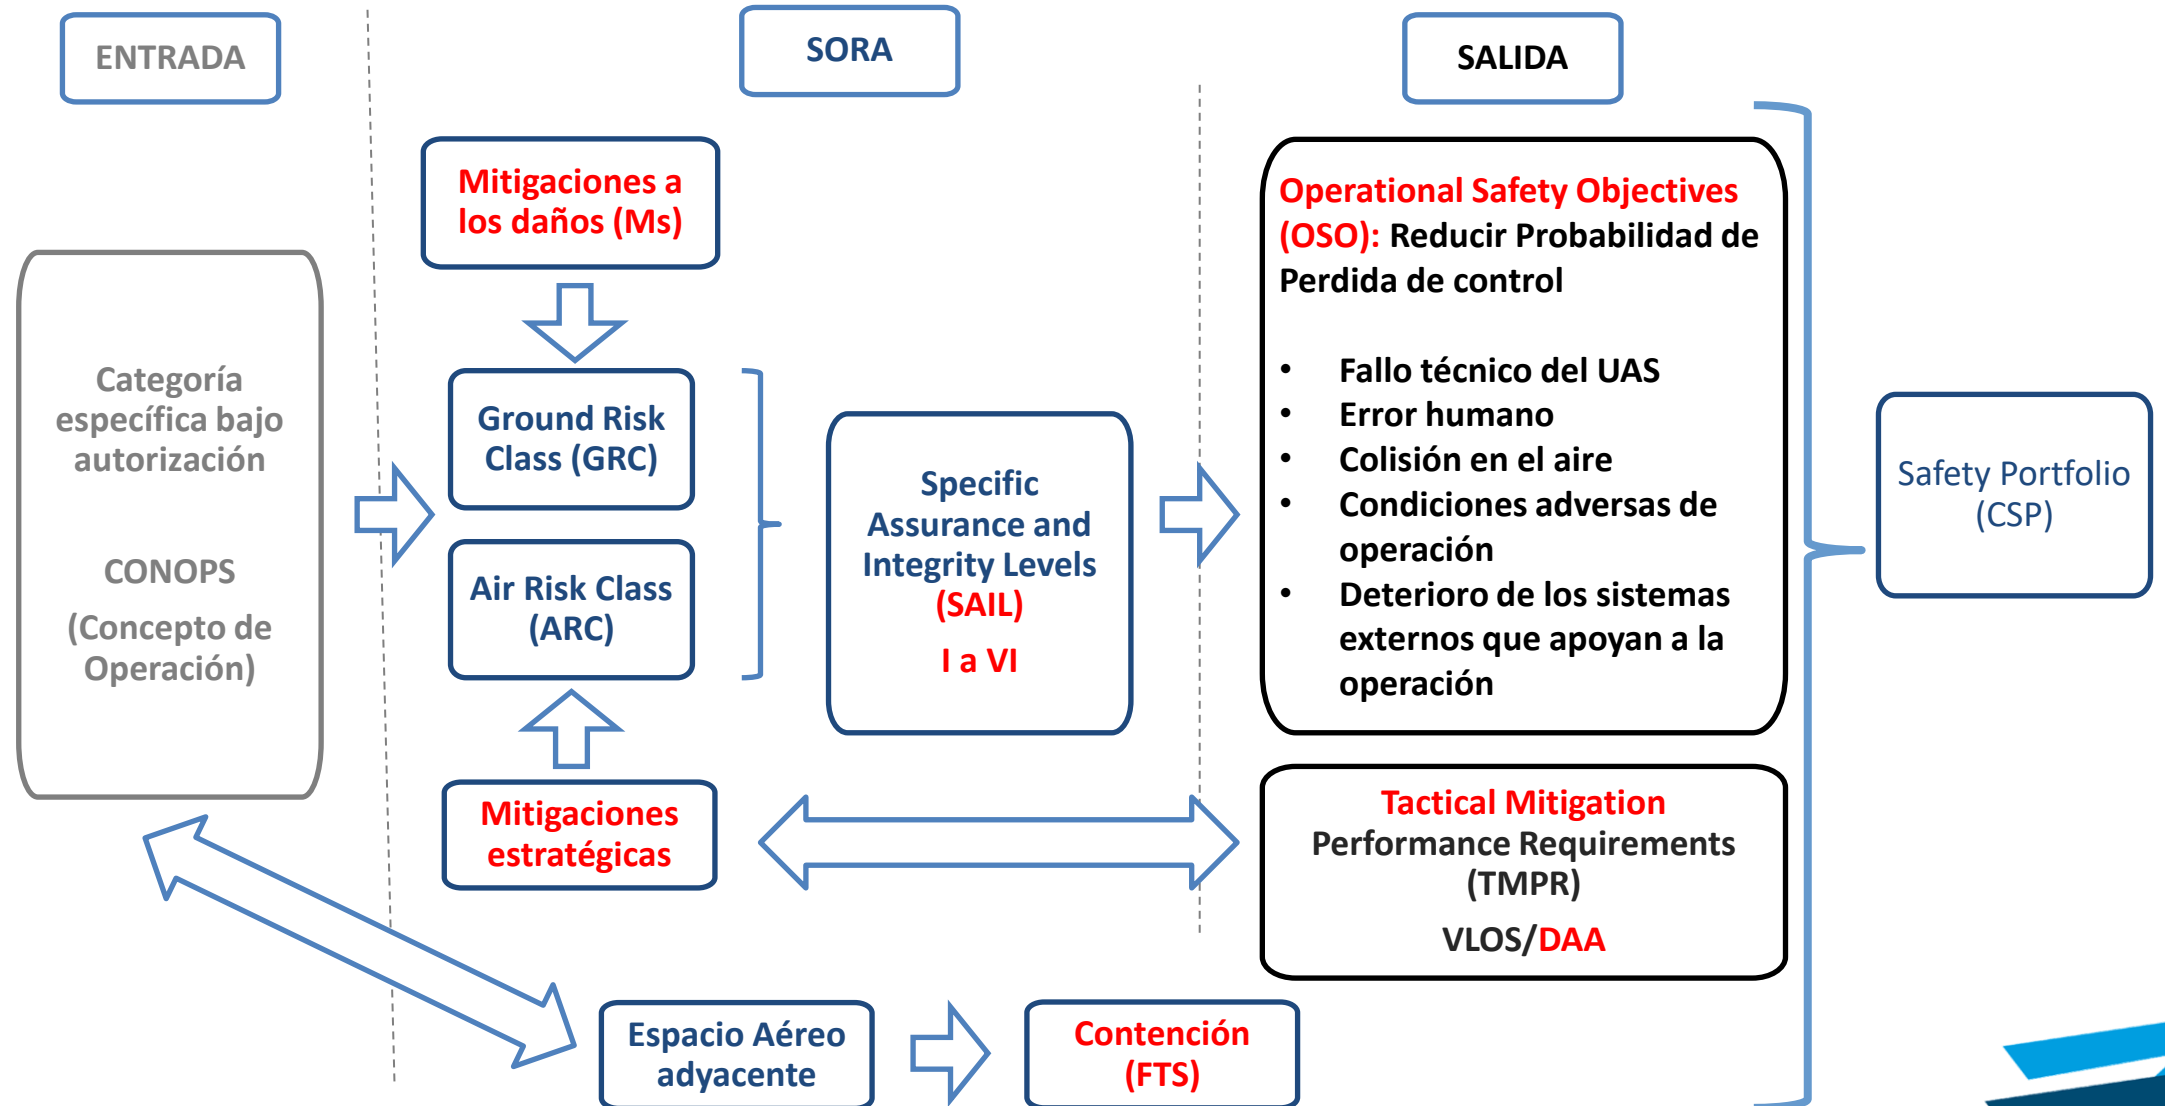 ENTRADA
SORA
SALIDA
Categoría
específica bajo
autorización
CONOPS
(Concepto de
Operación)
Mitigaciones a
los daños (Ms)
Ground Risk
Class (GRC)
Air Risk Class
(ARC)
Mitigaciones
estratégicas
Specific
Assurance and
Integrity Levels
(SAIL)
I a VI
Operational Safety Objectives
(OSO): Reducir Probabilidad de
Perdida de control
• Fallo técnico del UAS
• Error humano
• Colisión en el aire
• Condiciones adversas de
operación
• Deterioro de los sistemas
externos que apoyan a la
operación
Tactical Mitigation
Performance Requirements
(TMPR)
VLOS/DAA
Safety Portfolio
(CSP)
Espacio Aéreo
adyacente
Contención
(FTS)